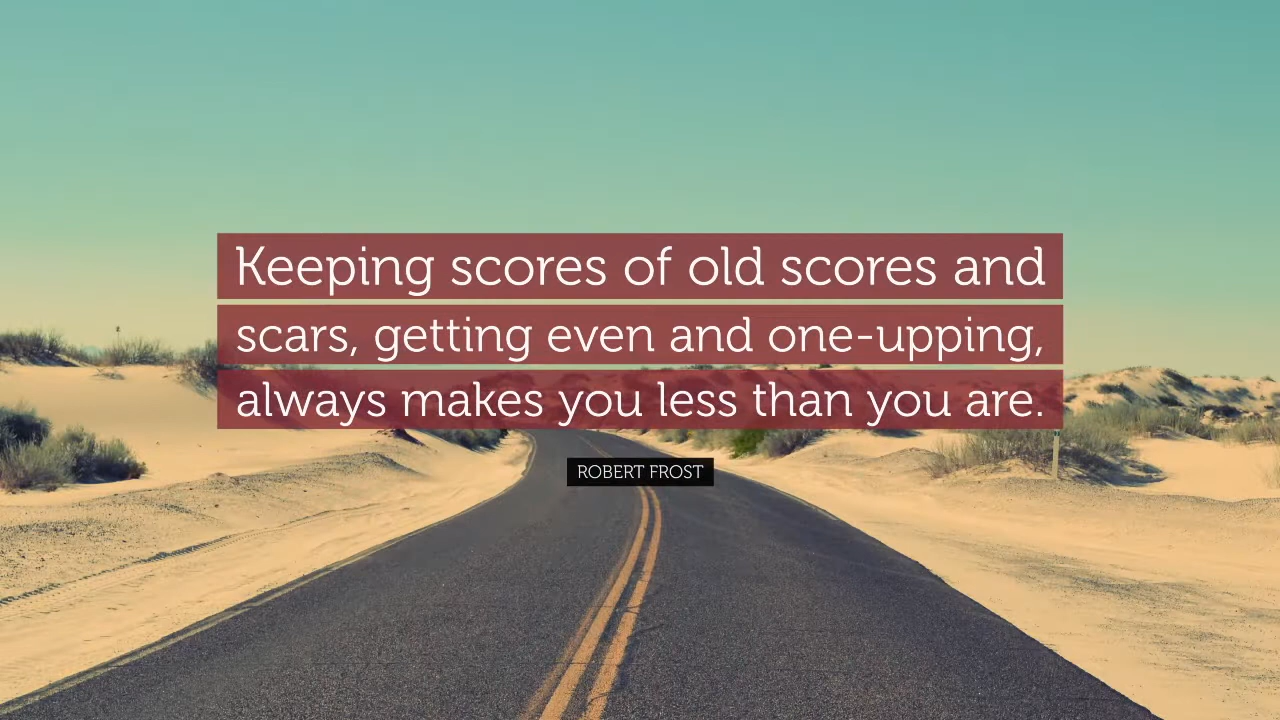 Keeping scores of old scores and
scars, getting even and one-upping,
always makes you less than you are.
ROBERT FROST